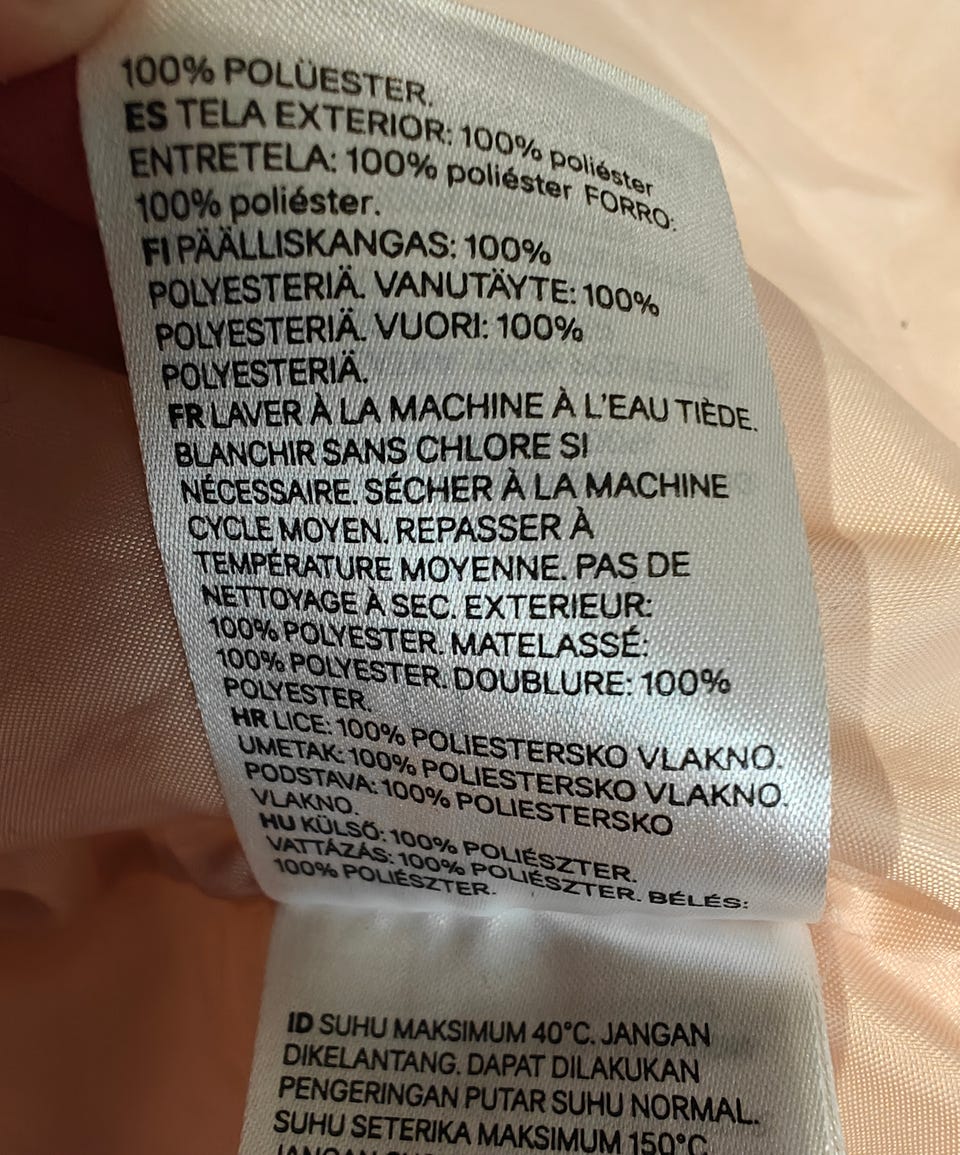 100% POLÜESTER.
ES TELA EXTERIOR: 100% poliéster
ENTRETELA: 100% poliéster FORRO:
100% poliéster.
FI PÄÄLLISKANGAS: 100%
POLYESTERIÄ. VANUTÄYTE: 100%
POLYESTERIÄ. VUORI: 100%
POLYESTERIÄ.
FR LAVER À LA MACHINE À L'EAU TIÈDE.
BLANCHIR SANS CHLORE SI
NÉCESSAIRE. SÉCHER À LA MACHINE
CYCLE MOYEN. REPASSER À
TEMPÉRATURE MOYENNE. PAS DE
NETTOYAGE À SEC. EXTERIEUR:
100% POLYESTER. MATELASSÉ:
100% POLYESTER. DOUBLURE: 100%
POLYESTER.
HR LICE: 100% POLIESTERSKO VLAKNO.
UMETAK: 100% POLIESTERSKO VLAKNO.
PODSTAVA: 100% POLIESTERSKO
VLAKNO.
HU KÜLSŐ: 100% POLIÉSZTER.
VATTÁZÁS: 100% POLIÉSZTER. BÉLÉS:
100% POLIÉSZTER.
ID SUHU MAKSIMUM 40°C. JANGAN
DIKELANTANG. DAPAT DILAKUKAN
PENGERINGAN PUTAR SUHU NORMAL.
SUHU SETERIKA MAKSIMUM 150°C.
JANGAN